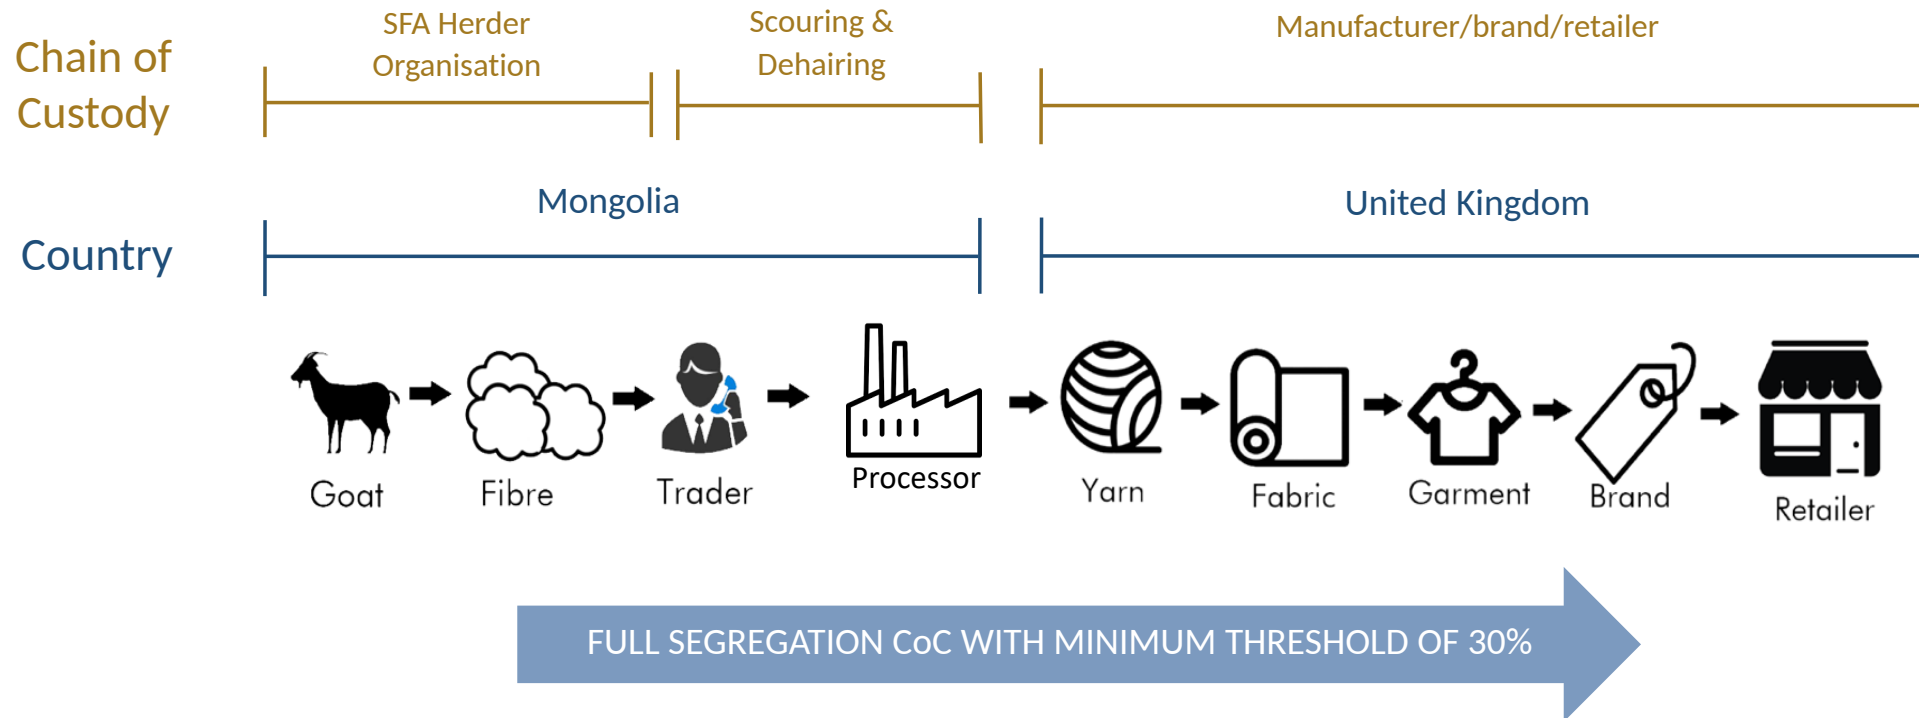 Chain of
Custody
SFA Herder
Organisation
Scouring &
Dehairing
Manufacturer/brand/retailer
Country
Mongolia
United Kingdom
Goat
Fibre
Trader
Processor
Yarn
Fabric
Garment
Brand
Retailer
FULL SEGREGATION CoC WITH MINIMUM THRESHOLD OF 30%